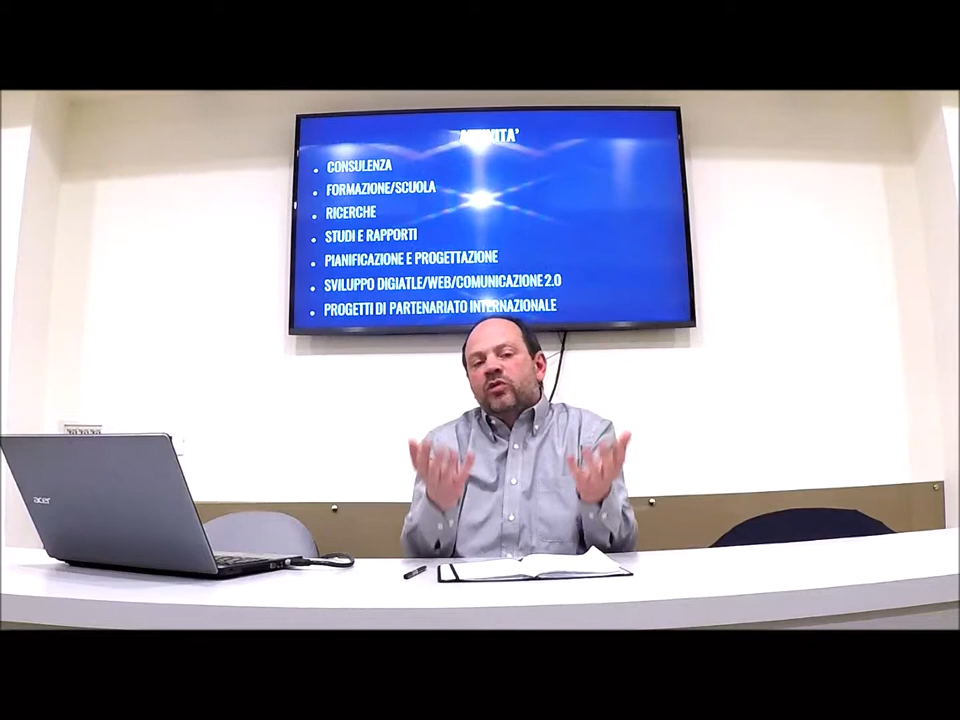 ATTIVITA'
CONSULENZA
FORMAZIONE/SCUOLA
RICERCHE
STUDI E RAPPORTI
PIANIFICAZIONE E PROGETTAZIONE
SVILUPPO DIGIATLE/WEB/COMUNICAZIONE 2.0
PROGETTI DI PARTENARIATO INTERNAZIONALE
acer